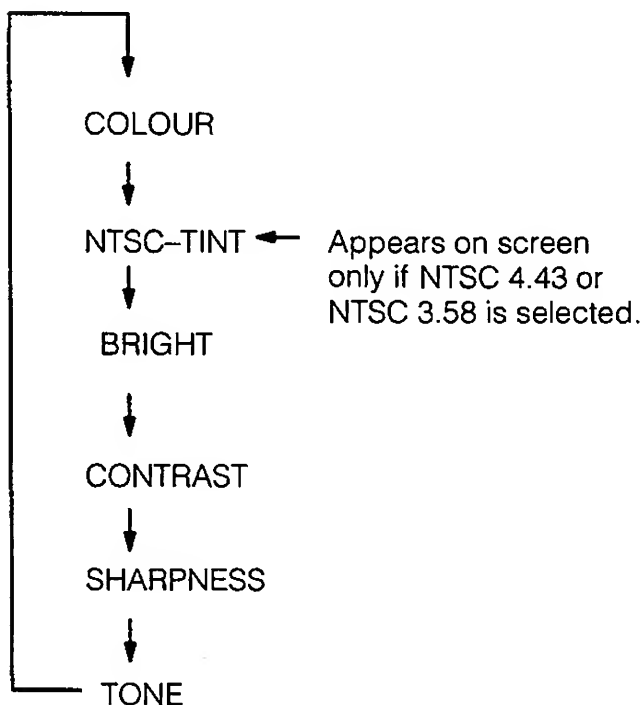 COLOUR
NTSC–TINT
Appears on screen
only if NTSC 4.43 or
NTSC 3.58 is selected.
BRIGHT
CONTRAST
SHARPNESS
TONE